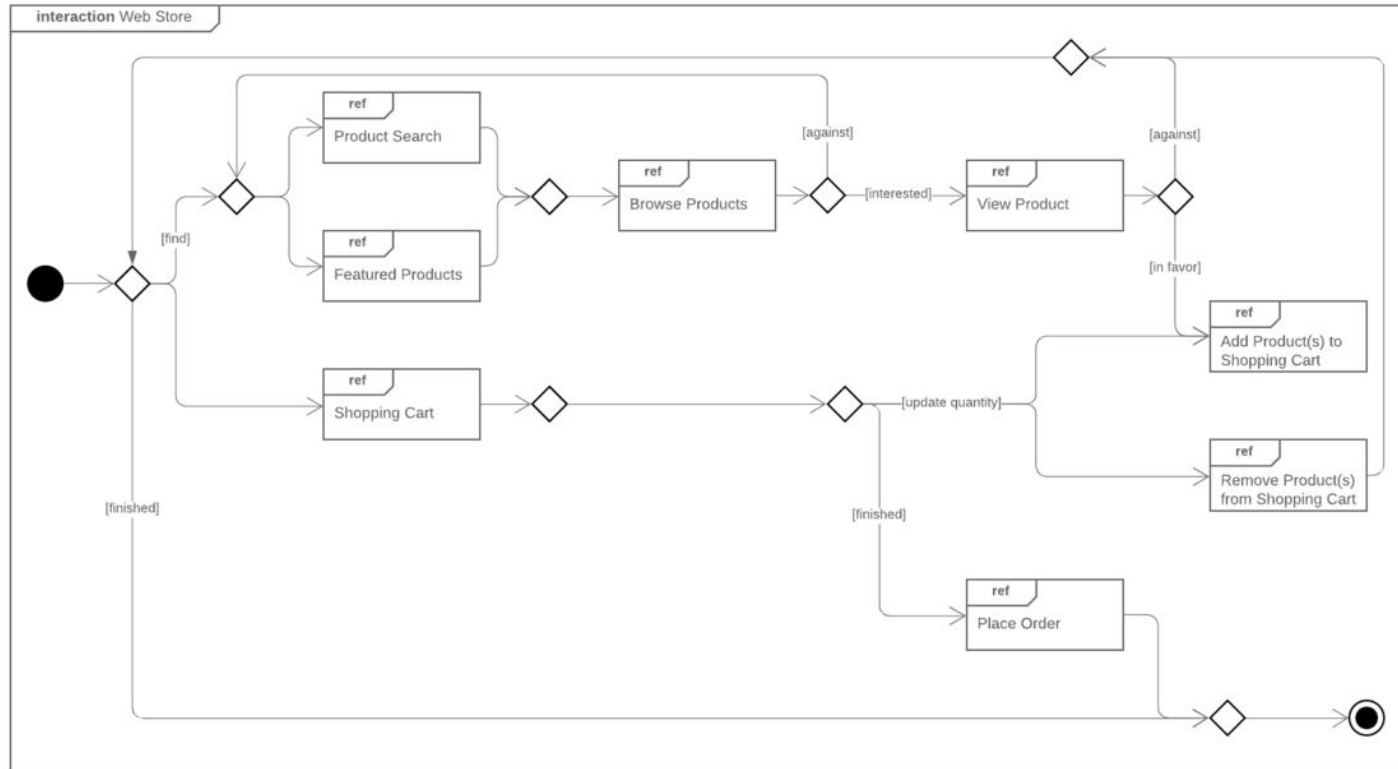 interaction Web Store
ref
Product Search
[against]
[against]
ref
Browse Products
[interested]
ref
View Product
[find]
ref
Featured Products
[in favor]
ref
Add Product(s) to
Shopping Cart
ref
Shopping Cart
[update quantity]
ref
Remove Product(s)
from Shopping Cart
[finished]
[finished]
ref
Place Order